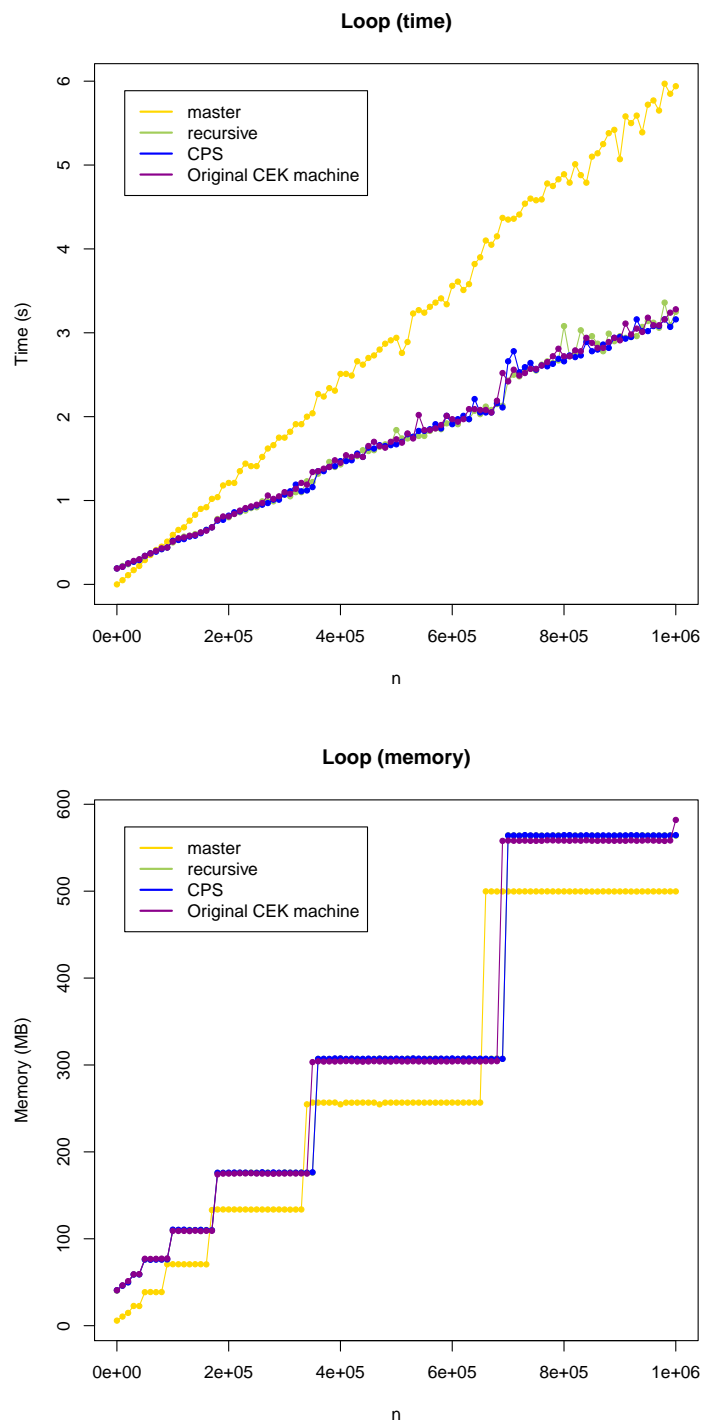 Loop (time)
6
5
4
3
2
1
0
Time (s)
master
recursive
CPS
Original CEK machine
0e+00 2e+05 4e+05 6e+05 8e+05 1e+06
n
Loop (memory)
600
500
400
300
200
100
0
Memory (MB)
master
recursive
CPS
Original CEK machine
0e+00 2e+05 4e+05 6e+05 8e+05 1e+06
n